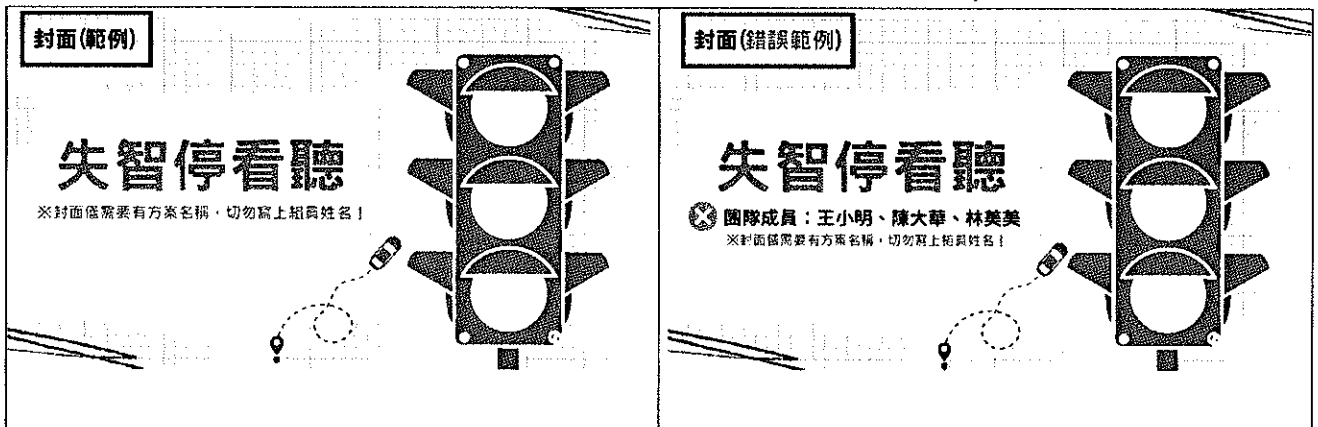 封面(範例)
失智停看聽
※封面僅需要有方案名稱，切勿寫上組員姓名！
封面(錯誤範例)
失智停看聽
團隊成員：王小明、陳大華、林美美
※封面僅需要有方案名稱，切勿寫上組員姓名！